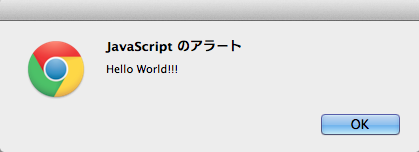 JavaScript のアラート
Hello World!!!
OK